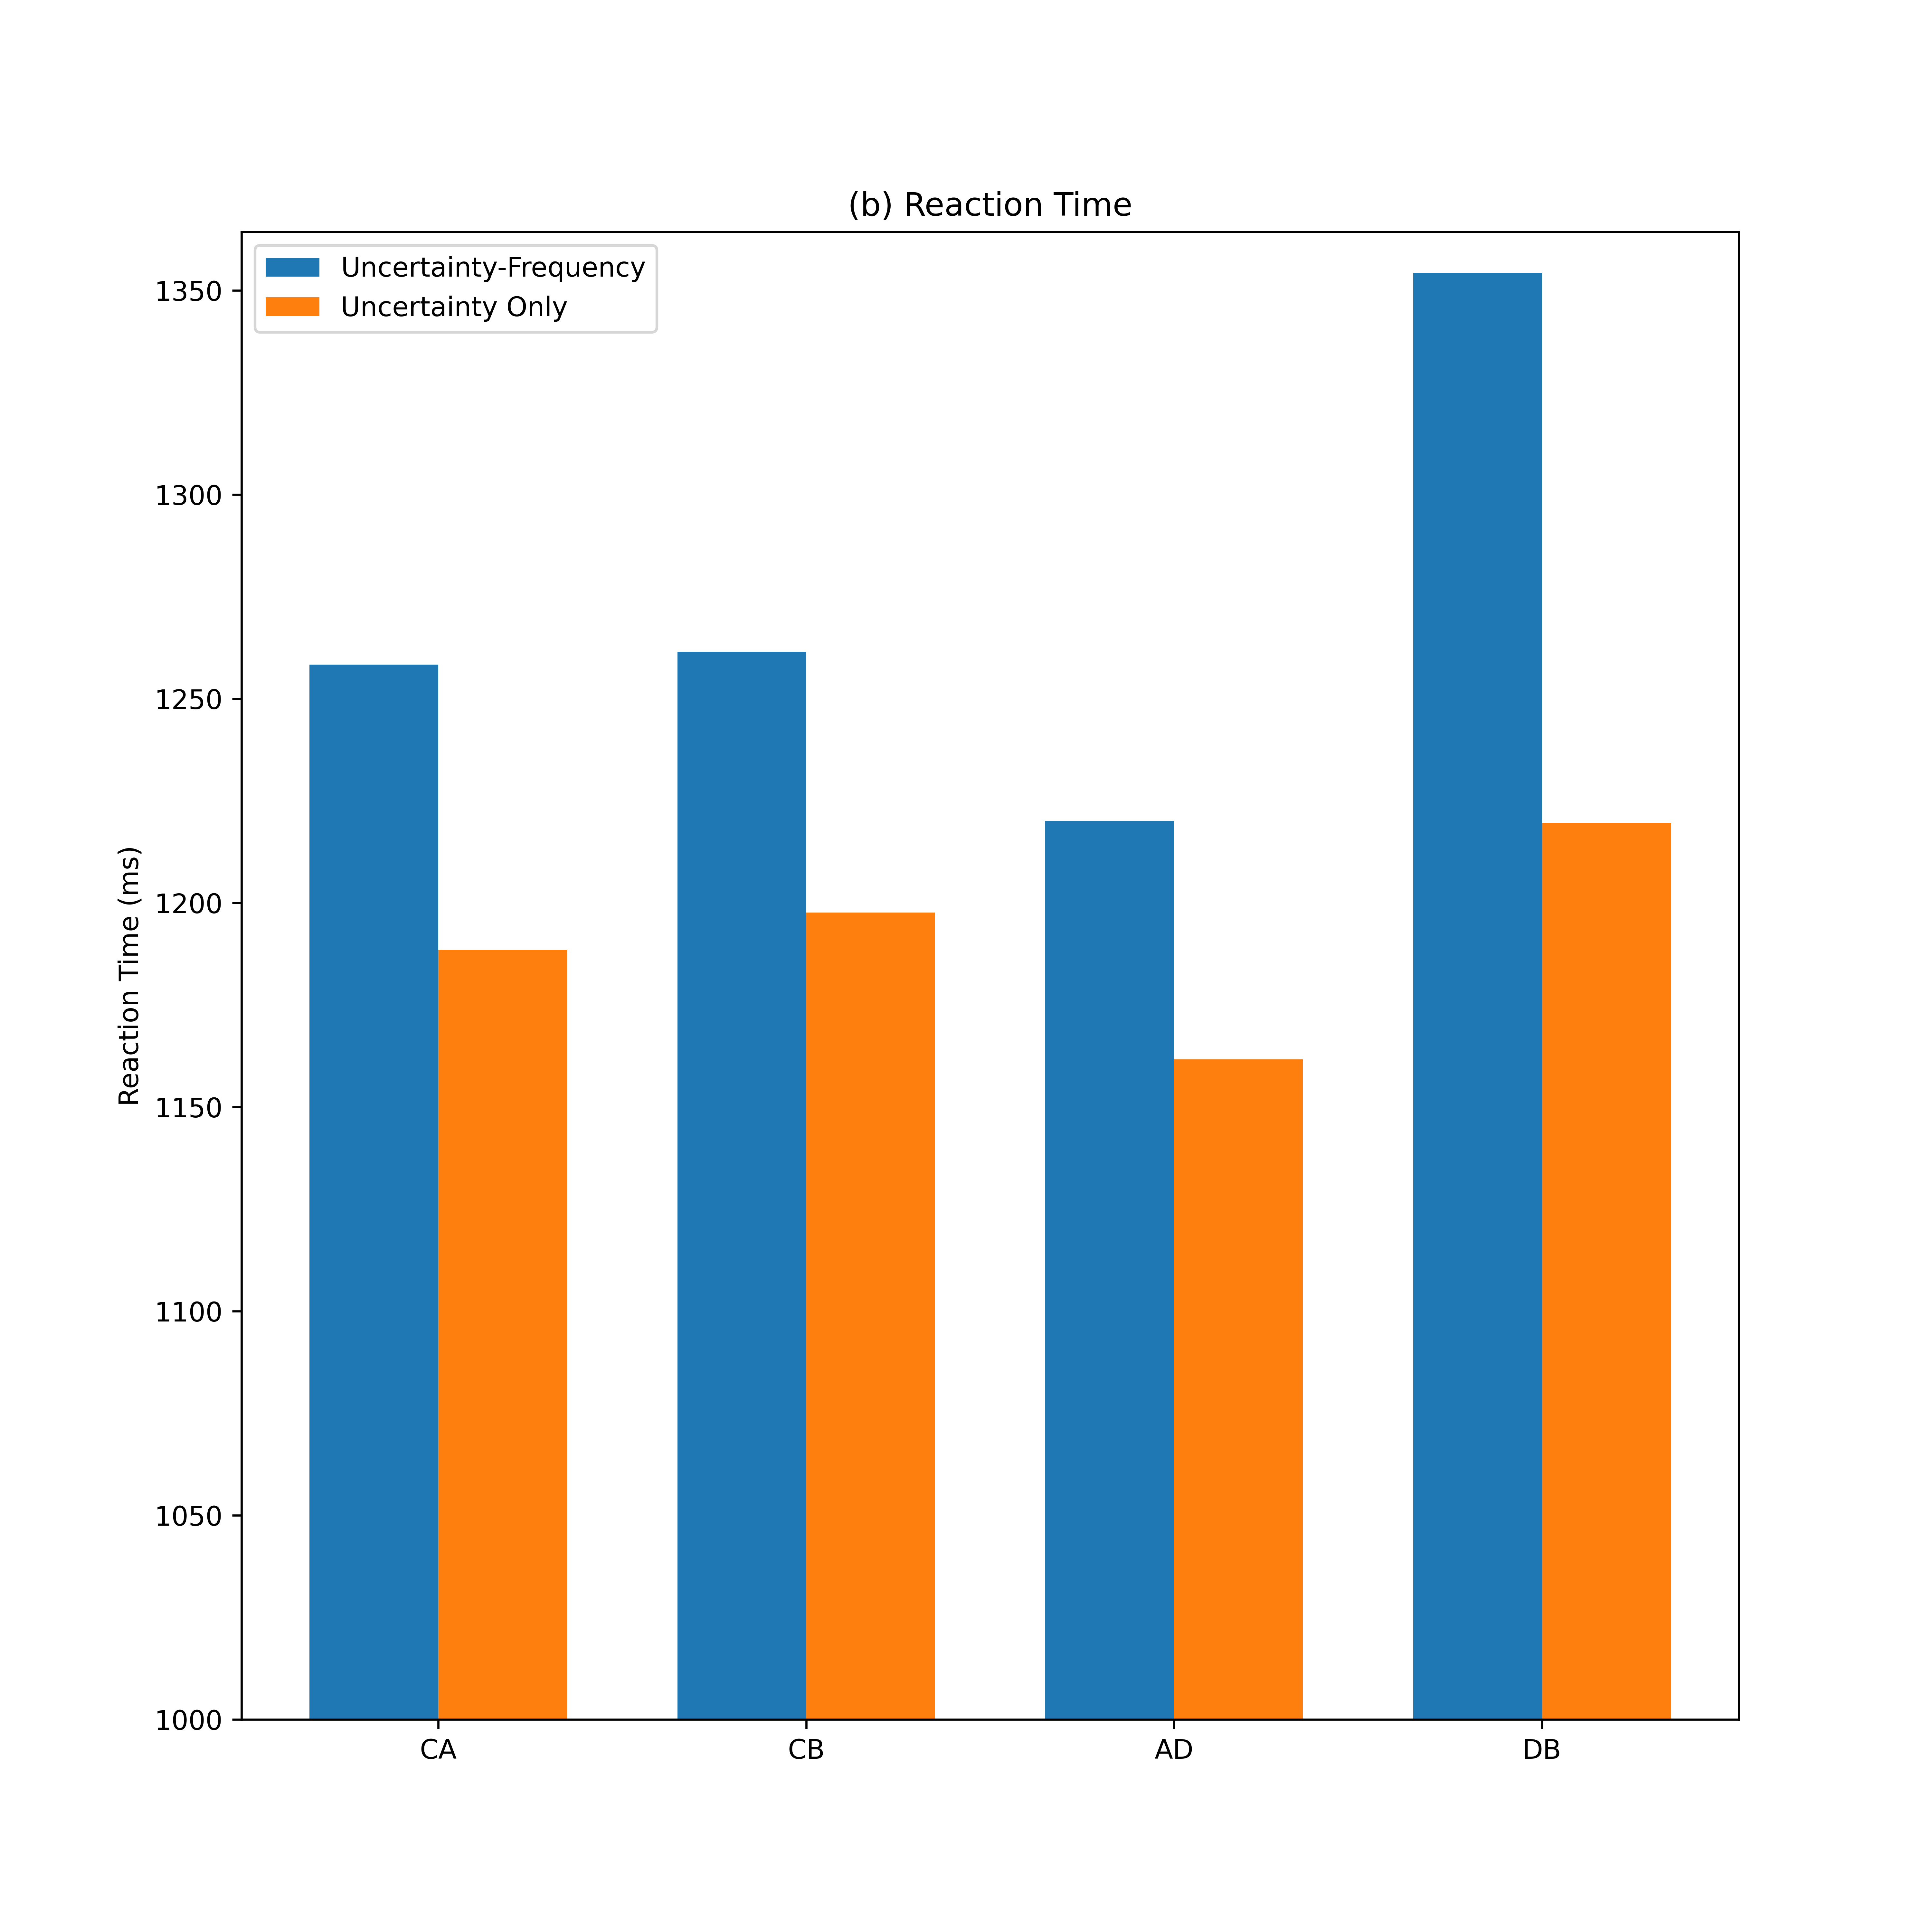 (b) Reaction Time
Uncertainty-Frequency
Uncertainty Only
Reaction Time (ms)
1350
1300
1250
1200
1150
1100
1050
1000
CA CB AD DB